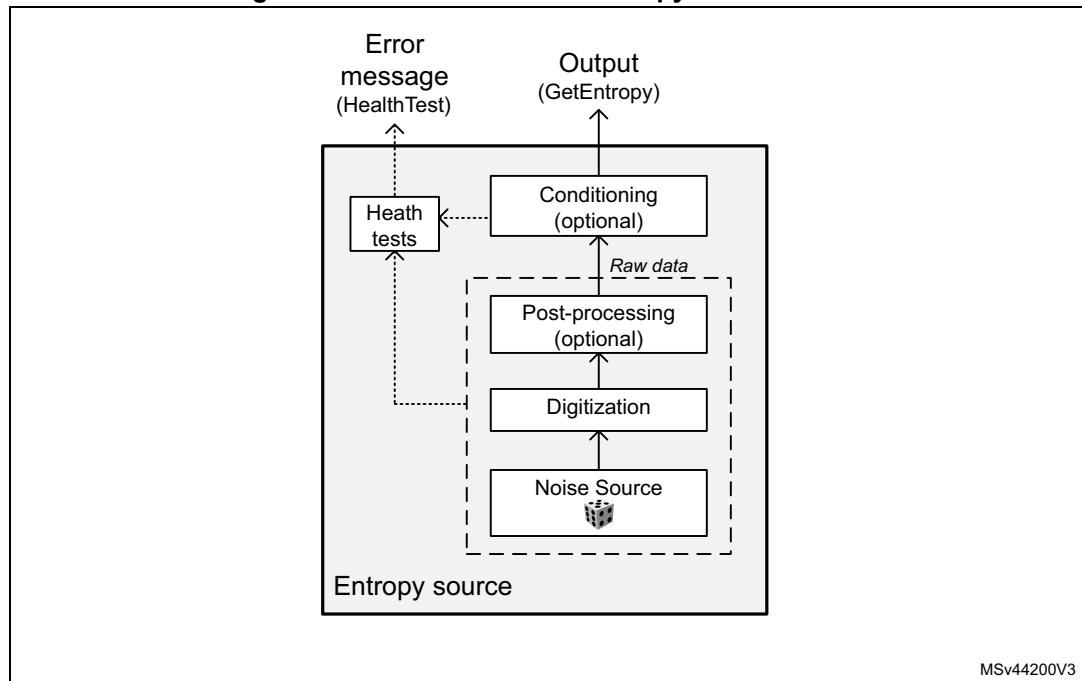 Error
message
(HealthTest)
Output
(GetEntropy)
Conditioning
(optional)
Heath
tests
Raw data
Post-processing
(optional)
Digitization
Noise Source
Entropy source
MSv44200V3